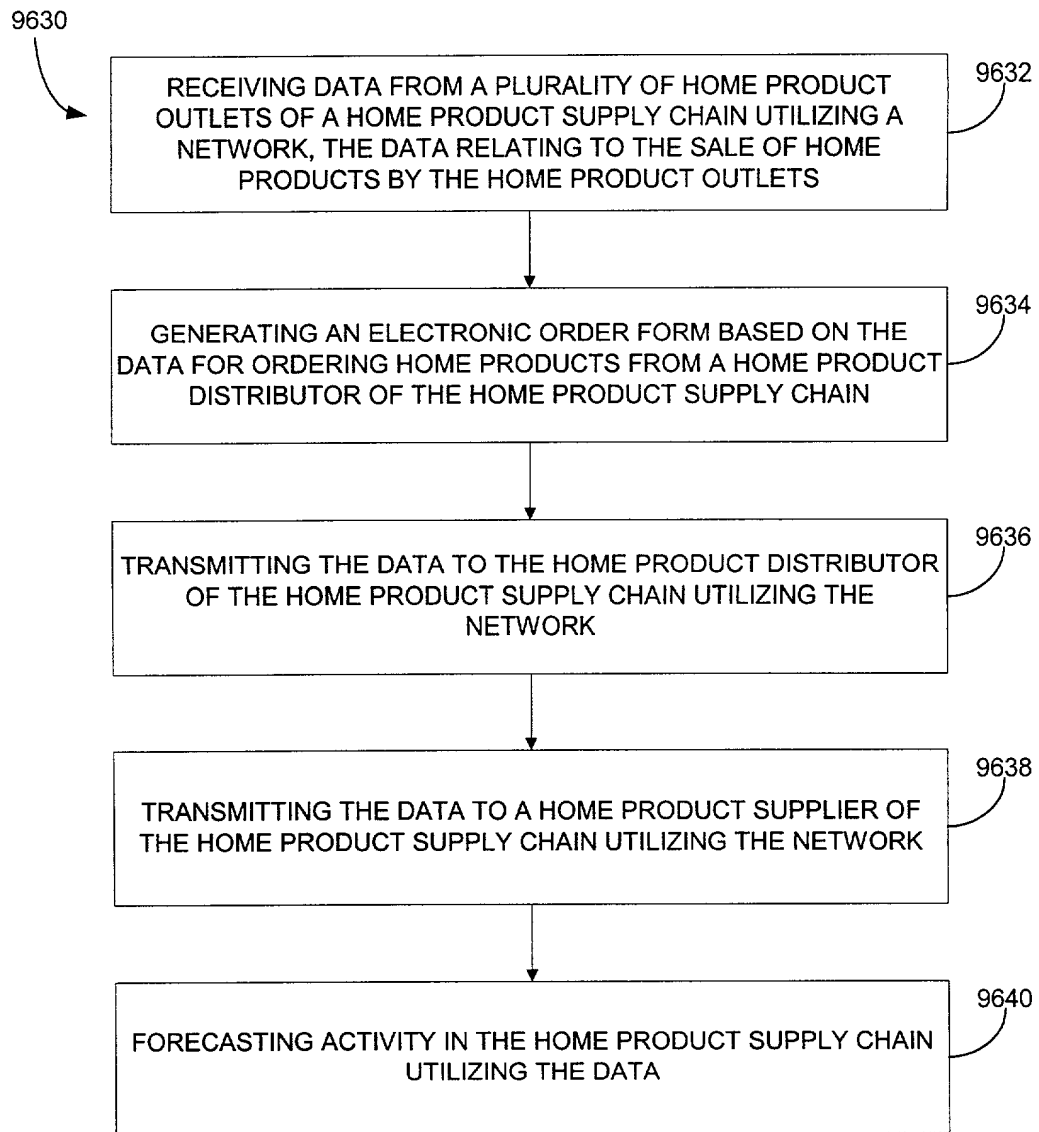 9630
RECEIVING DATA FROM A PLURALITY OF HOME PRODUCT
OUTLETS OF A HOME PRODUCT SUPPLY CHAIN UTILIZING A
NETWORK, THE DATA RELATING TO THE SALE OF HOME
PRODUCTS BY THE HOME PRODUCT OUTLETS
9632
GENERATING AN ELECTRONIC ORDER FORM BASED ON THE
DATA FOR ORDERING HOME PRODUCTS FROM A HOME PRODUCT
DISTRIBUTOR OF THE HOME PRODUCT SUPPLY CHAIN
9634
TRANSMITTING THE DATA TO THE HOME PRODUCT DISTRIBUTOR
OF THE HOME PRODUCT SUPPLY CHAIN UTILIZING THE
NETWORK
9636
TRANSMITTING THE DATA TO A HOME PRODUCT SUPPLIER OF
THE HOME PRODUCT SUPPLY CHAIN UTILIZING THE NETWORK
9638
FORECASTING ACTIVITY IN THE HOME PRODUCT SUPPLY CHAIN
UTILIZING THE DATA
9640